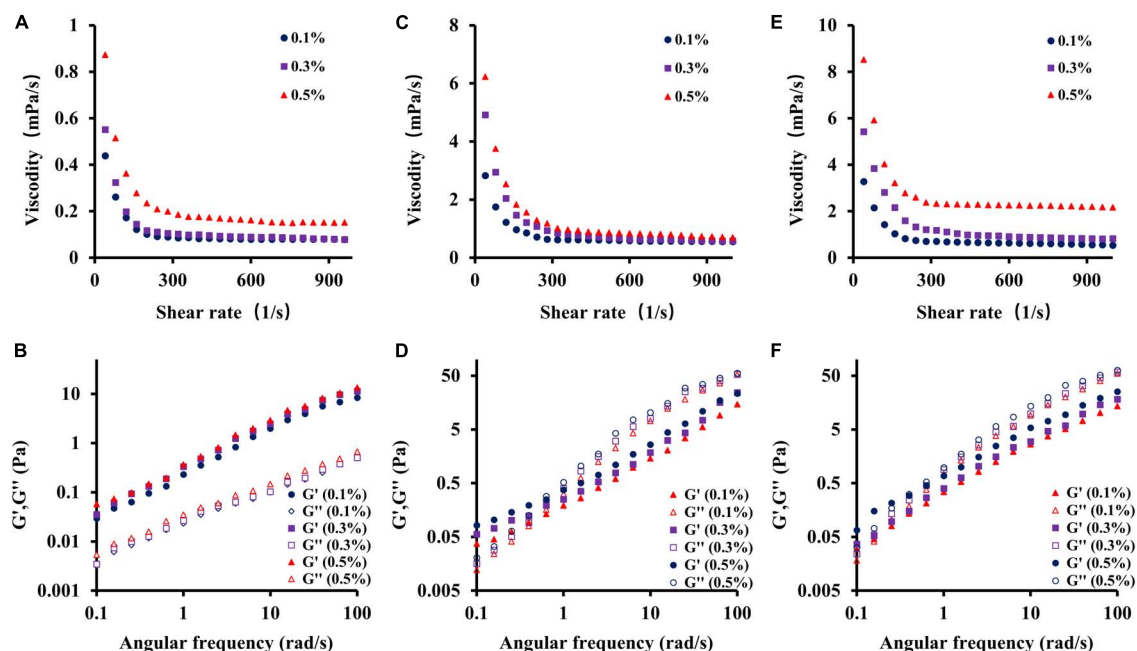 A
Viscodity (mPa/s)
1
0.8
0.6
0.4
0.2
0
0.1%
0.3%
0.5%
0 300 600 900
Shear rate (1/s)
C
Viscodity (mPa/s)
8
6
4
2
0
0.1%
0.3%
0.5%
0 300 600 900
Shear rate (1/s)
E
Viscodity (mPa/s)
10
8
6
4
2
0
0.1%
0.3%
0.5%
0 300 600 900
Shear rate (1/s)
B
G',G'' (Pa)
10
1
0.1
0.01
0.001
G' (0.1%)
G'' (0.1%)
G' (0.3%)
G'' (0.3%)
G' (0.5%)
G'' (0.5%)
0.1 1 10 100
Angular frequency (rad/s)
D
G',G'' (Pa)
50
5
0.5
0.05
0.005
G' (0.1%)
G'' (0.1%)
G' (0.3%)
G'' (0.3%)
G' (0.5%)
G'' (0.5%)
0.1 1 10 100
Angular frequency (rad/s)
F
G',G'' (Pa)
50
5
0.5
0.05
0.005
G' (0.1%)
G'' (0.1%)
G' (0.3%)
G'' (0.3%)
G' (0.5%)
G'' (0.5%)
0.1 1 10 100
Angular frequency (rad/s)